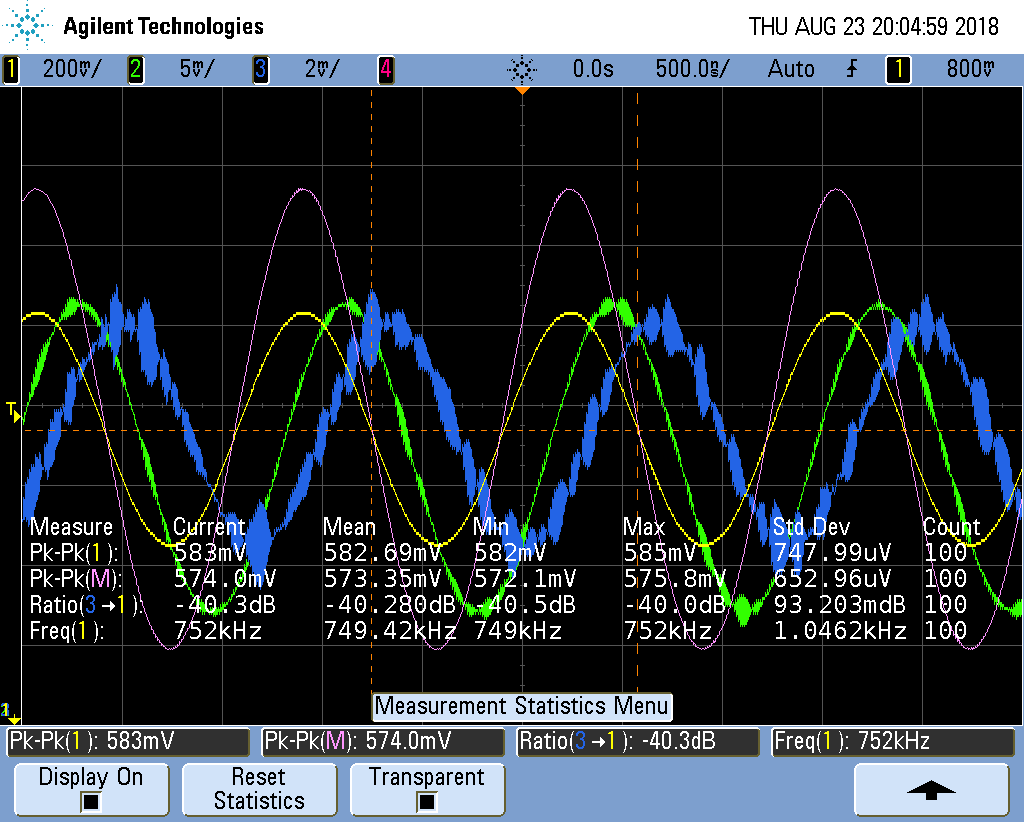 Agilent Technologies THU AUG 23 20:04:59 2018
1 200mV/ 2 5mV/ 3 2mV/ 4 0.0s 500.0ns/ Auto 1 800mV
T
Measure Current Mean Min Max Std Dev Count
Pk-Pk(1): 583mV 582.69mV 582mV 585mV 747.99uV 100
Pk-Pk(M): 574.0mV 573.35mV 572.1mV 575.8mV 652.96uV 100
Ratio(3→1): -40.3dB -40.280dB -40.5dB -40.0dB 93.203mdB 100
Freq(1): 752kHz 749.42kHz 749kHz 752kHz 1.0462kHz 100
Measurement Statistics Menu
Pk-Pk(1): 583mV Pk-Pk(M): 574.0mV Ratio(3→1): -40.3dB Freq(1): 752kHz
Display On Reset Statistics Transparent